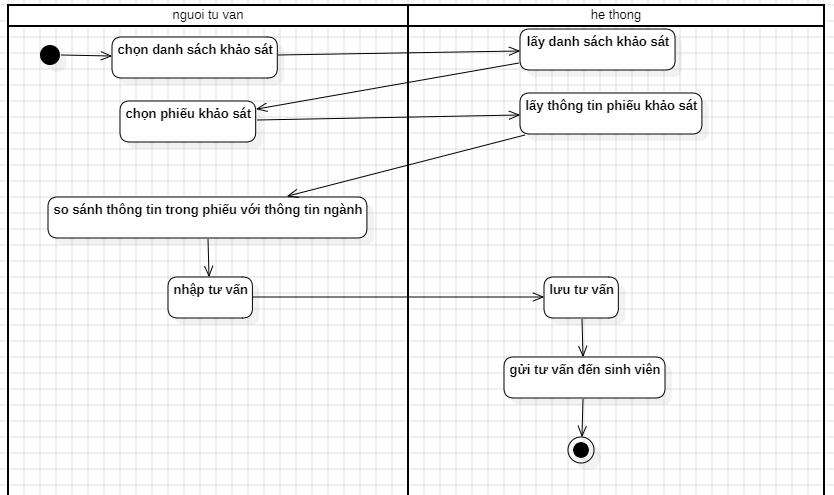 nguoi tu van
he thong
chọn danh sách khảo sát
lấy danh sách khảo sát
chọn phiếu khảo sát
lấy thông tin phiếu khảo sát
so sánh thông tin trong phiếu với thông tin ngành
nhập tư vấn
lưu tư vấn
gửi tư vấn đến sinh viên